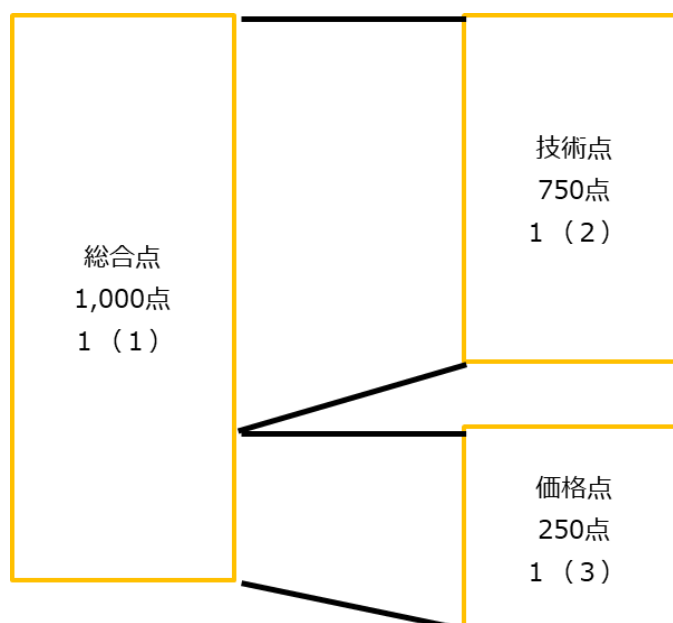 総合点
1,000点
1 （1）
技術点
750点
1 （2）
価格点
250点
1 （3）